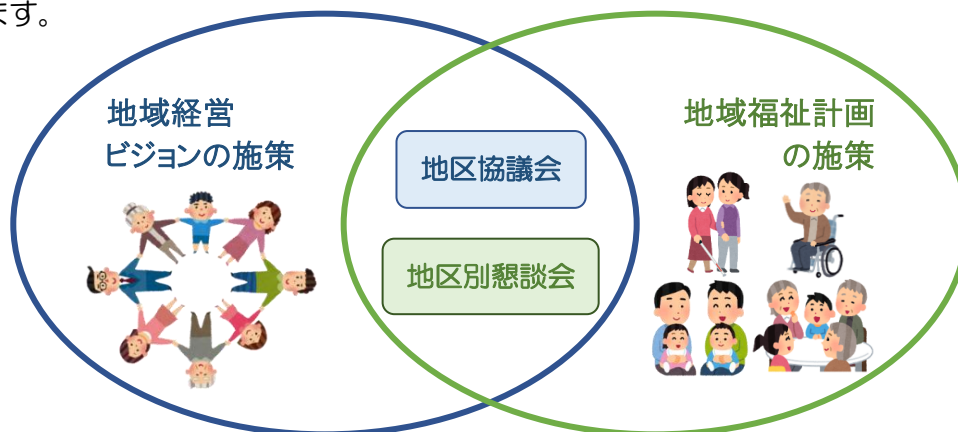 ます。
地域経営
ビジョンの施策
地区協議会
地区別懇談会
地域福祉計画
の施策